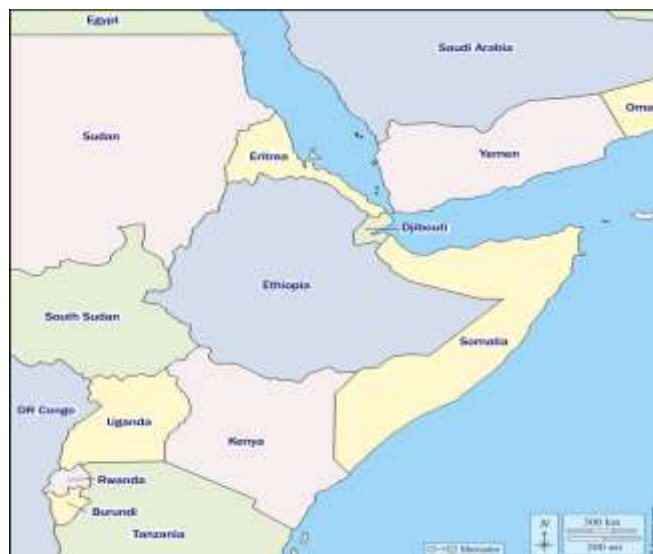 Egypt
Saudi Arabia
Oma
Sudan
Eritrea
Yemen
Djibouti
Ethiopia
South Sudan
Somalia
DR Congo
Uganda
Kenya
Rwanda
Burundi
Tanzania
N
300 km